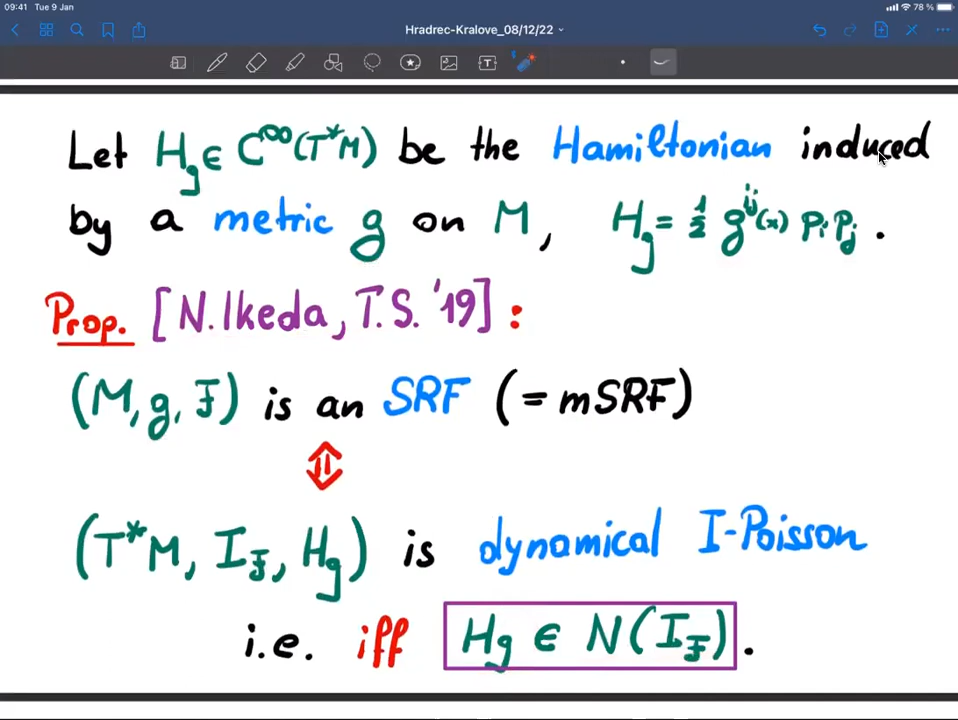 09:41 Tue 9 Jan 78 %
Hradrec-Kralove_08/12/22
Let H_g ∈ C^∞(T*M) be the Hamiltonian induced
by a metric g on M, H_g = ½ g^{ij}(x) p_i p_j .
Prop. [N. Ikeda, T.S. '19] :
(M, g, ℱ) is an SRF (= mSRF)
⇕
(T*M, I_ℱ, H_g) is dynamical I-Poisson
i.e. iff H_g ∈ N(I_ℱ) .